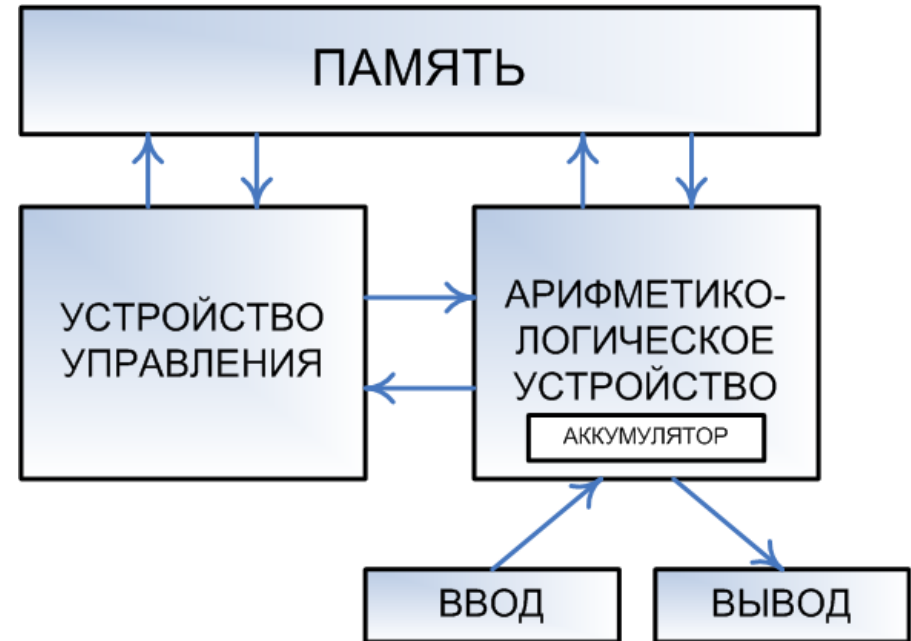 ПАМЯТЬ
УСТРОЙСТВО
УПРАВЛЕНИЯ
АРИФМЕТИКО-
ЛОГИЧЕСКОЕ
УСТРОЙСТВО
АККУМУЛЯТОР
ВВОД
ВЫВОД